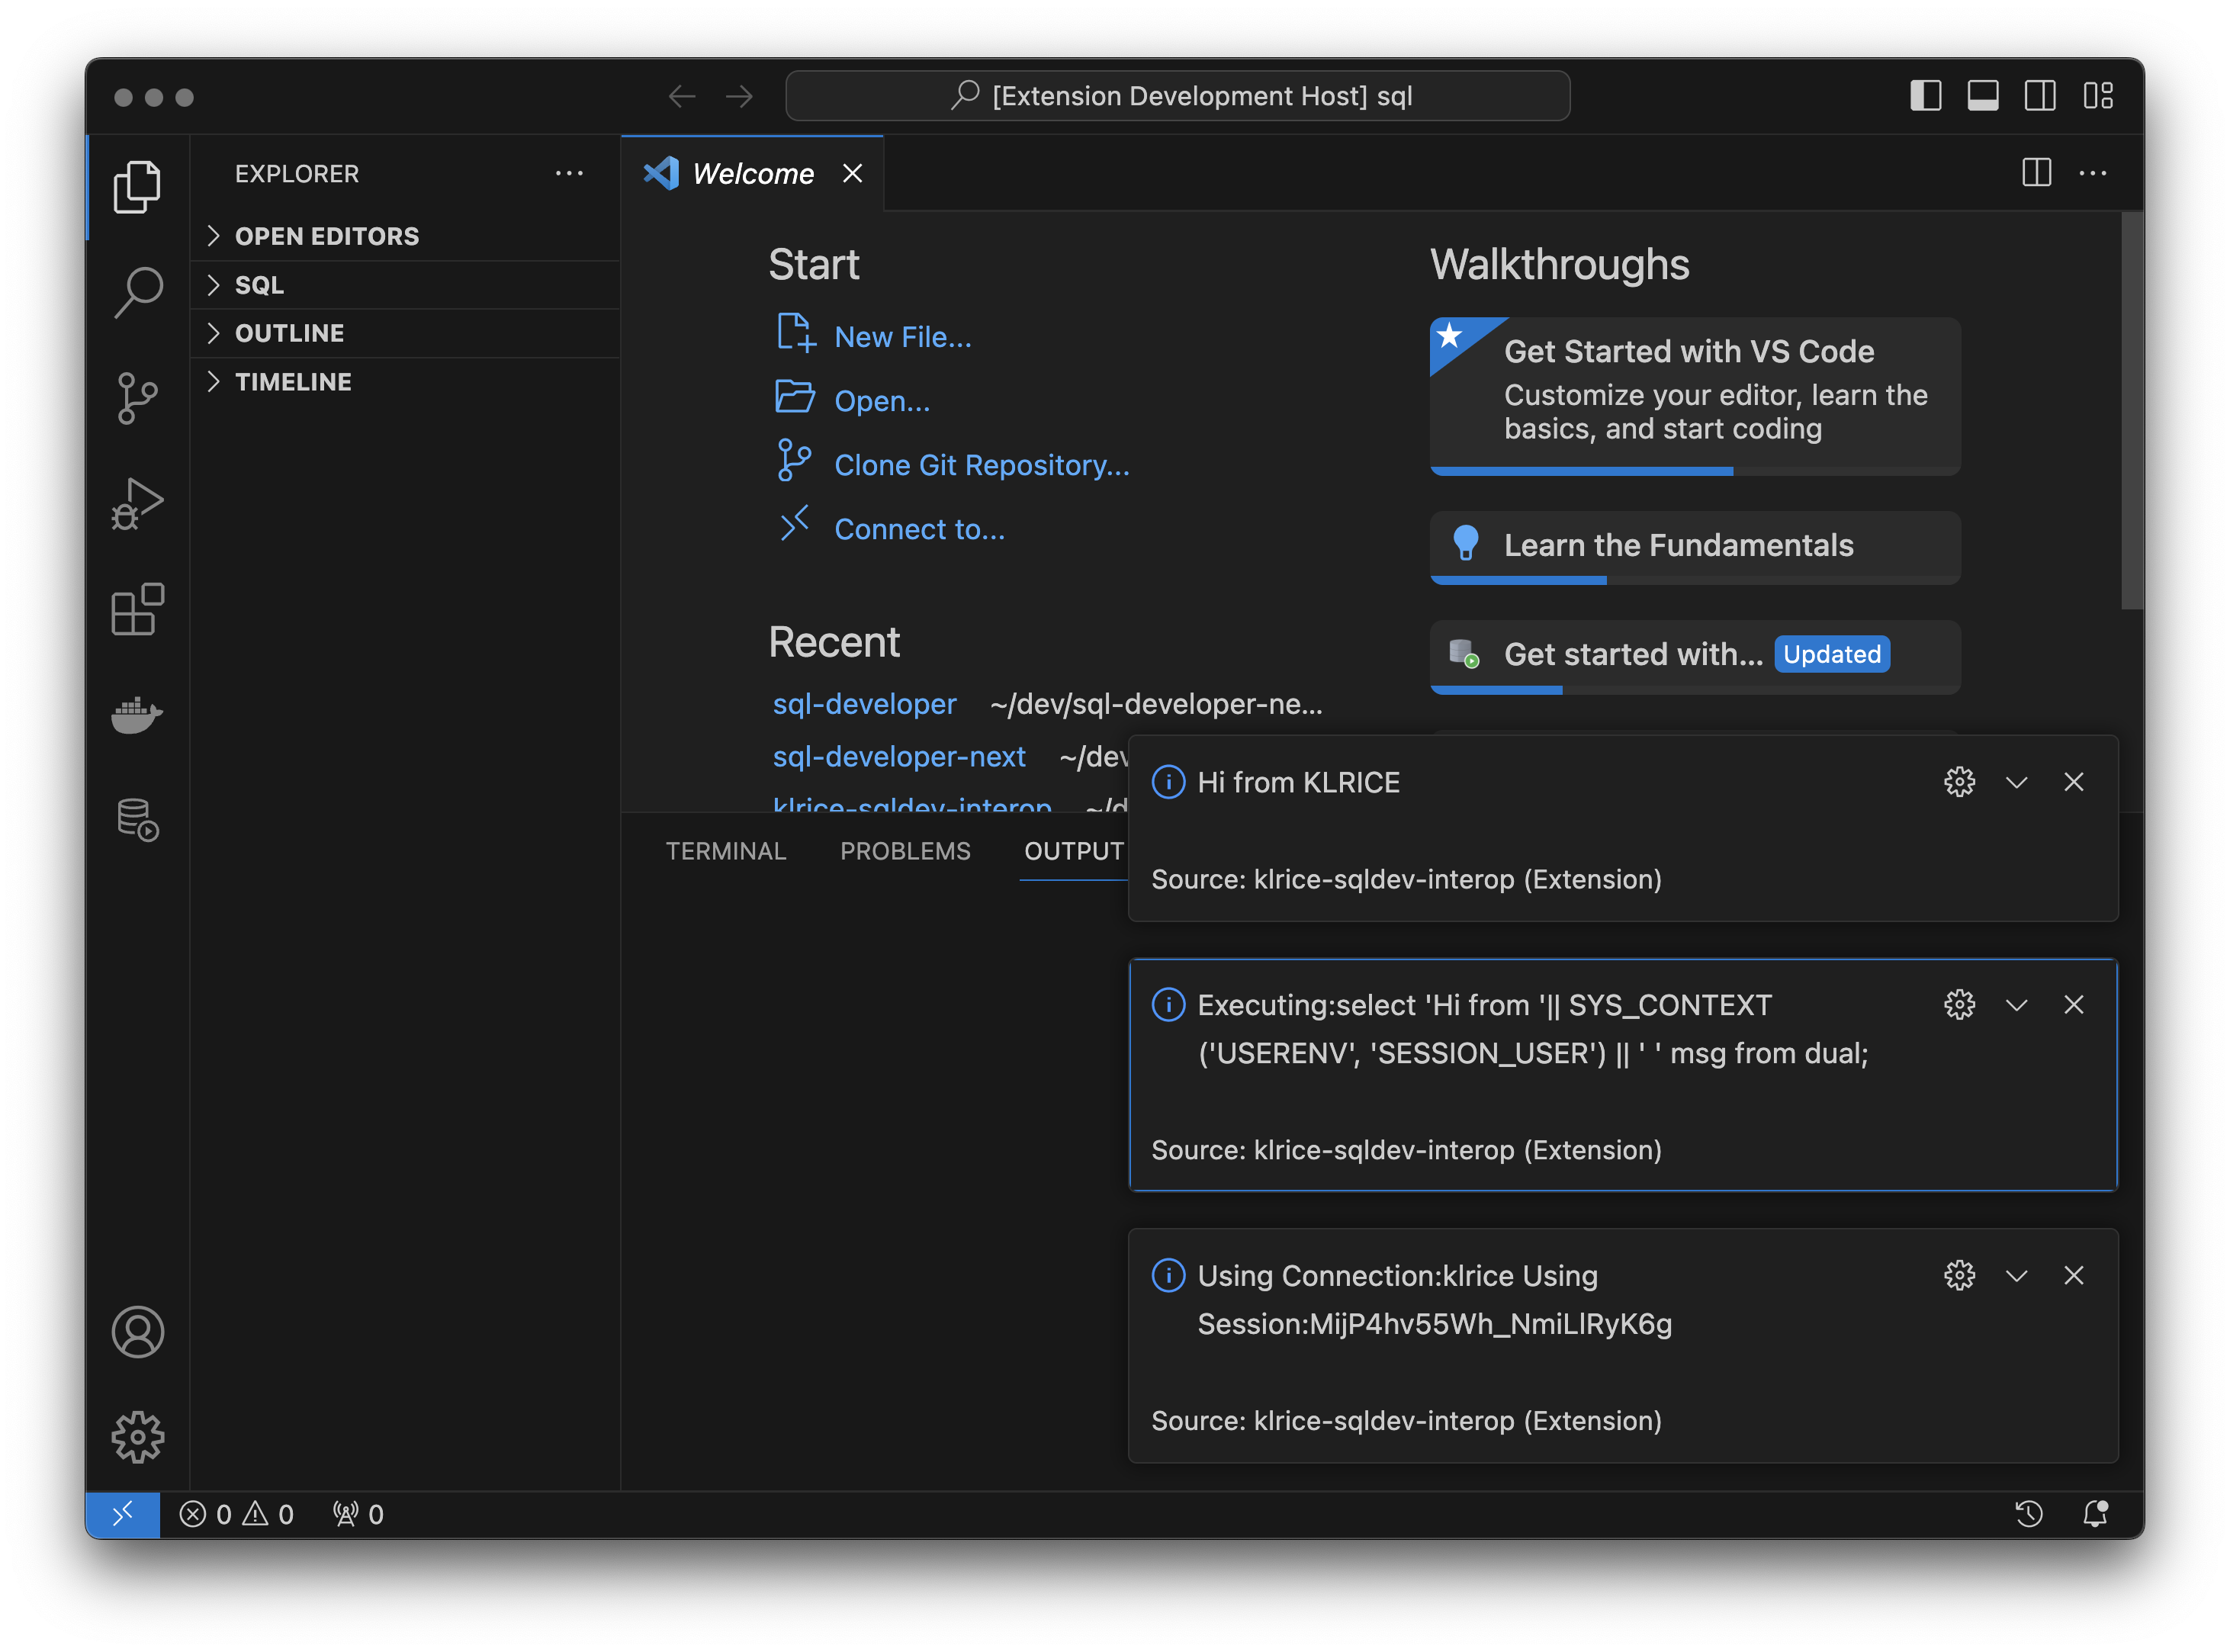 [Extension Development Host] sql
EXPLORER
OPEN EDITORS
SQL
OUTLINE
TIMELINE
Welcome
Start
New File...
Open...
Clone Git Repository...
Connect to...
Recent
sql-developer ~/dev/sql-developer-ne...
sql-developer-next ~/dev
klrice-sqldev-interop ~/d
Walkthroughs
Get Started with VS Code
Customize your editor, learn the
basics, and start coding
Learn the Fundamentals
Get started with... Updated
TERMINAL PROBLEMS OUTPUT
Hi from KLRICE
Source: klrice-sqldev-interop (Extension)
Executing:select 'Hi from '|| SYS_CONTEXT
('USERENV', 'SESSION_USER') || ' ' msg from dual;
Source: klrice-sqldev-interop (Extension)
Using Connection:klrice Using
Session:MijP4hv55Wh_NmiLlRyK6g
Source: klrice-sqldev-interop (Extension)
0 0 0